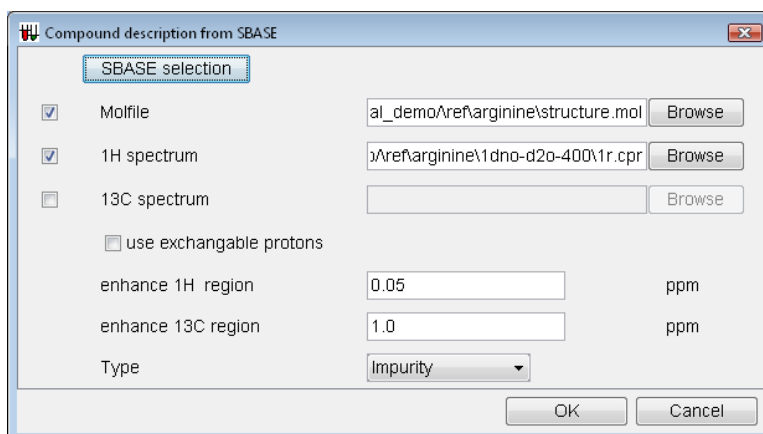 Compound description from SBASE
SBASE selection
Molfile al_demo/\ref\arginine\structure.mol Browse
1H spectrum o/\ref\arginine\1dno-d2o-400\1r.cpr Browse
13C spectrum Browse
use exchangable protons
enhance 1H region 0.05 ppm
enhance 13C region 1.0 ppm
Type Impurity
OK Cancel